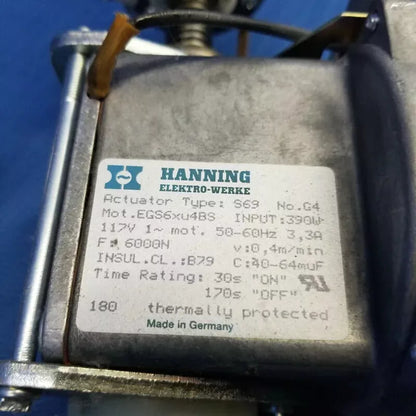 HANNING
ELEKTRO-WERKE
Actuator Type: S69 No.G4
Mot.EGS6xu4BS INPUT:390W
117V 1~ mot. 50-60Hz 3,3A
F: 6000N v:0,4m/min
INSUL.CL.:B79 C:40-64muF
Time Rating: 30s "ON"
170s "OFF"
180 thermally protected
Made in Germany